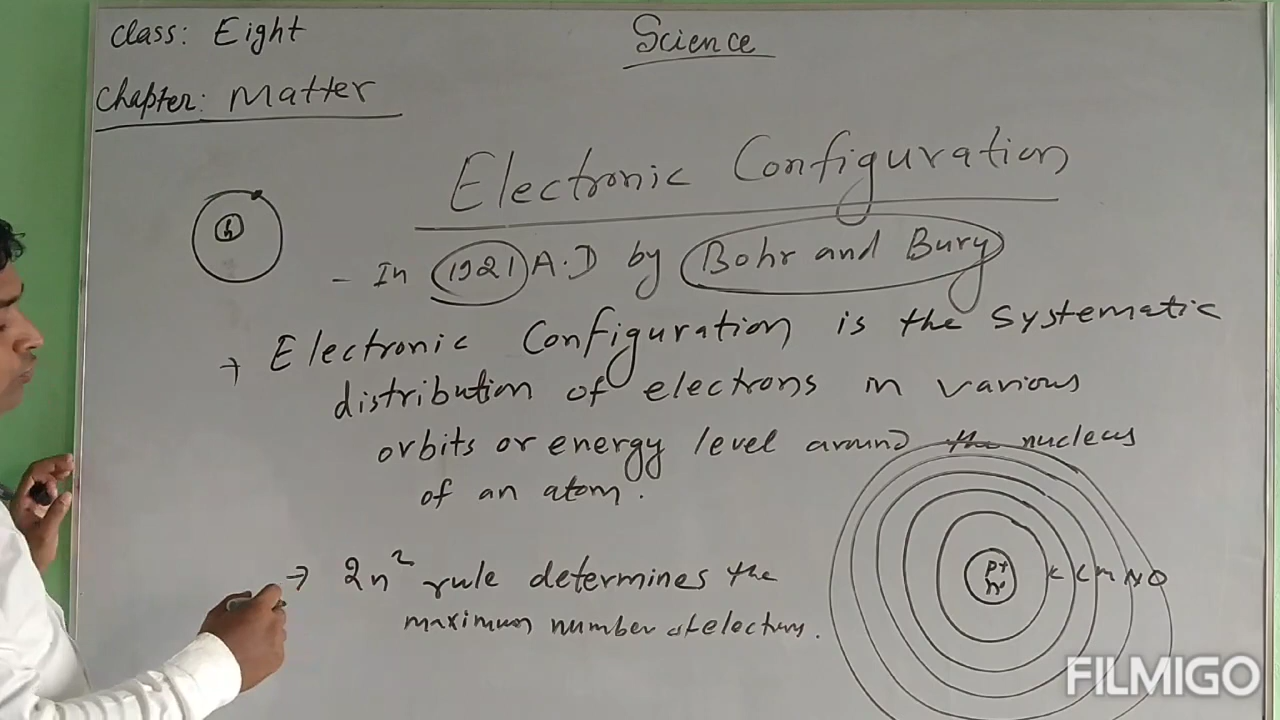 class: Eight
Science
Chapter: Matter
Electronic Configuration
- In 1921 A.D by Bohr and Bury
→ Electronic Configuration is the systematic
distribution of electrons in various
orbits or energy level around the nucleus
of an atom.
→ 2n² rule determines the
maximum number of electrons.
P+
K L M N O
FILMIGO